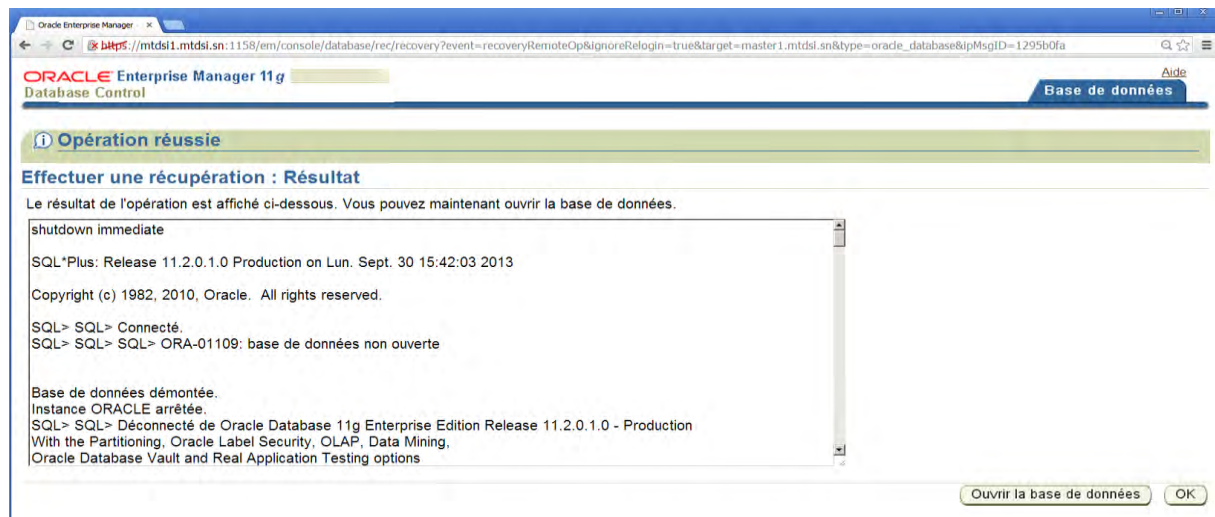 Oracle Enterprise Manager
https://mtdsi1.mtdsi.sn:1158/em/console/database/rec/recovery?event=recoveryRemoteOp&ignoreRelogin=true&target=master1.mtdsi.sn&type=oracle_database&ipMsgID=1295b0fa
ORACLE Enterprise Manager 11g
Database Control
Aide
Base de données
Opération réussie
Effectuer une récupération : Résultat
Le résultat de l'opération est affiché ci-dessous. Vous pouvez maintenant ouvrir la base de données.
shutdown immediate
SQL*Plus: Release 11.2.0.1.0 Production on Lun. Sept. 30 15:42:03 2013
Copyright (c) 1982, 2010, Oracle. All rights reserved.
SQL> SQL> Connecté.
SQL> SQL> SQL> ORA-01109: base de données non ouverte
Base de données démontée.
Instance ORACLE arrêtée.
SQL> SQL> Déconnecté de Oracle Database 11g Enterprise Edition Release 11.2.0.1.0 - Production
With the Partitioning, Oracle Label Security, OLAP, Data Mining,
Oracle Database Vault and Real Application Testing options
Ouvrir la base de données
OK